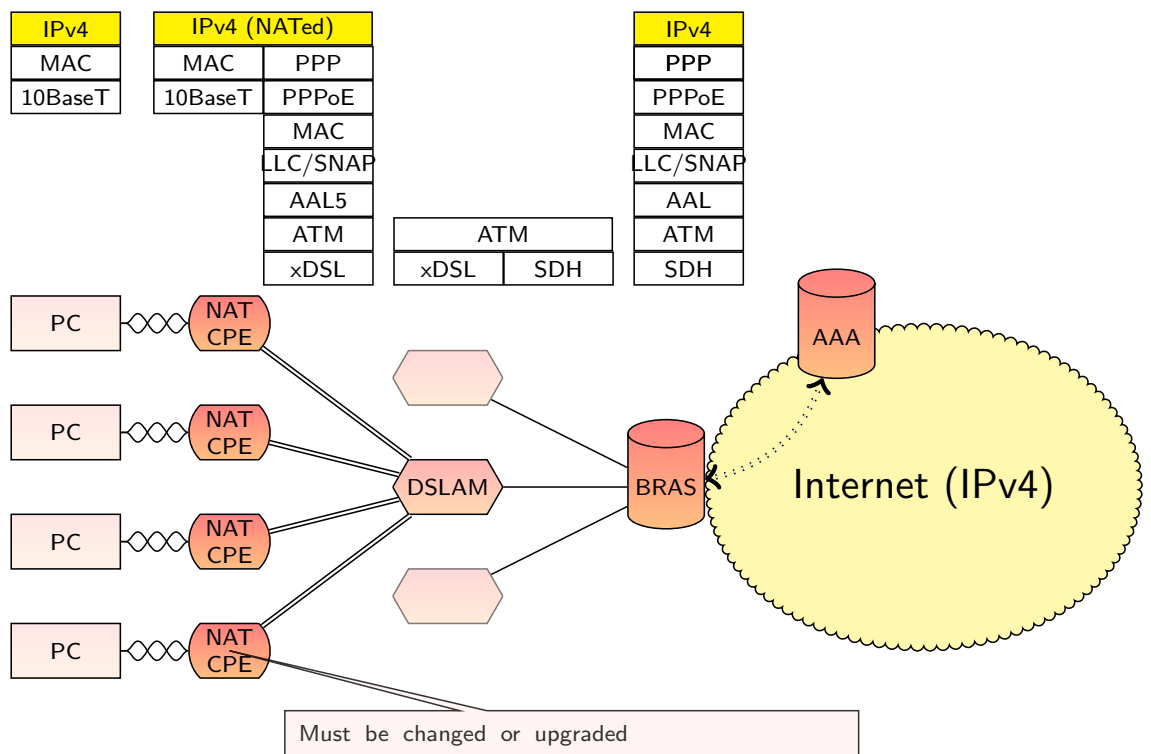 IPv4 IPv4 (NATed) IPv4
MAC MAC PPP PPP
10BaseT 10BaseT PPPoE PPPoE
MAC MAC
LLC/SNAP LLC/SNAP
AAL5 AAL
ATM ATM ATM
xDSL xDSL SDH SDH
PC NAT
CPE
AAA
PC NAT
CPE
DSLAM BRAS Internet (IPv4)
PC NAT
CPE
PC NAT
CPE
Must be changed or upgraded